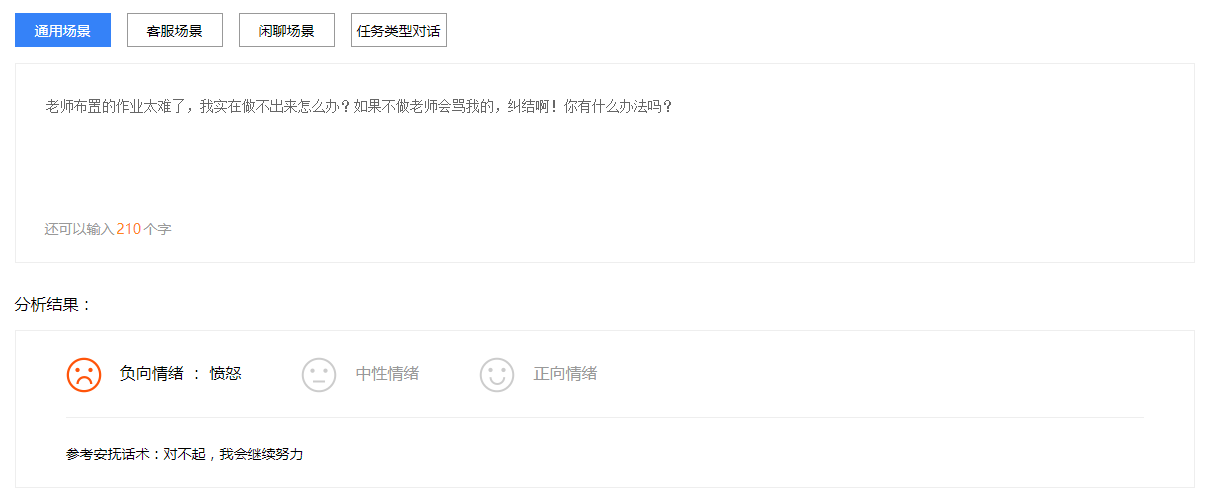 通用场景 客服场景 闲聊场景 任务类型对话
老师布置的作业太难了，我实在做不出来怎么办？如果不做老师会骂我的，纠结啊！你有什么办法吗？
还可以输入210个字
分析结果：
负向情绪 ： 愤怒 中性情绪 正向情绪
参考安抚话术：对不起，我会继续努力